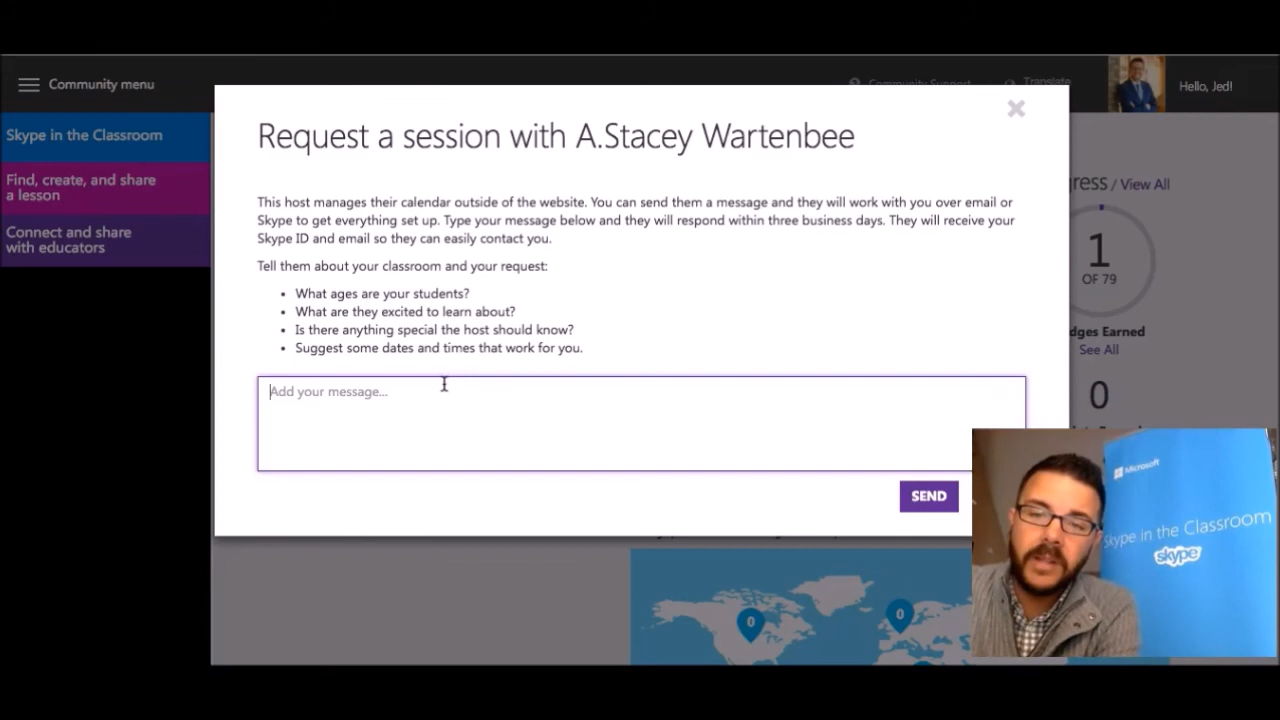 Community menu
Community Support
Translate
Hello, Jed!
Skype in the Classroom
Find, create, and share
a lesson
Connect and share
with educators
Request a session with A.Stacey Wartenbee
This host manages their calendar outside of the website. You can send them a message and they will work with you over email or
Skype to get everything set up. Type your message below and they will respond within three business days. They will receive your
Skype ID and email so they can easily contact you.
Tell them about your classroom and your request:
• What ages are your students?
• What are they excited to learn about?
• Is there anything special the host should know?
• Suggest some dates and times that work for you.
Add your message...
SEND
ress / View All
1
OF 79
dges Earned
See All
0
Microsoft
Skype in the Classroom
skype
0
0